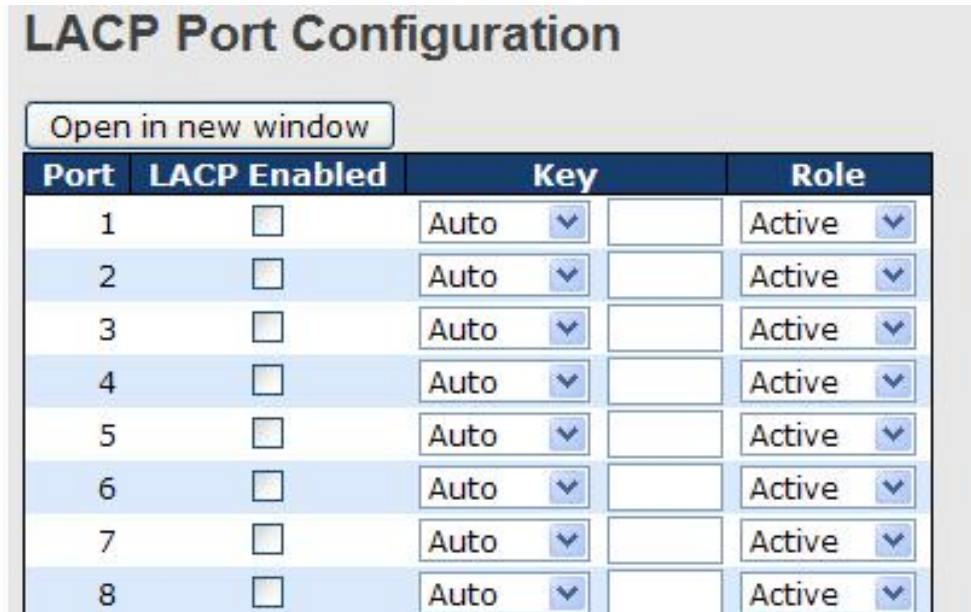 LACP Port Configuration
Open in new window
Port LACP Enabled Key Role
1 Auto Active
2 Auto Active
3 Auto Active
4 Auto Active
5 Auto Active
6 Auto Active
7 Auto Active
8 Auto Active